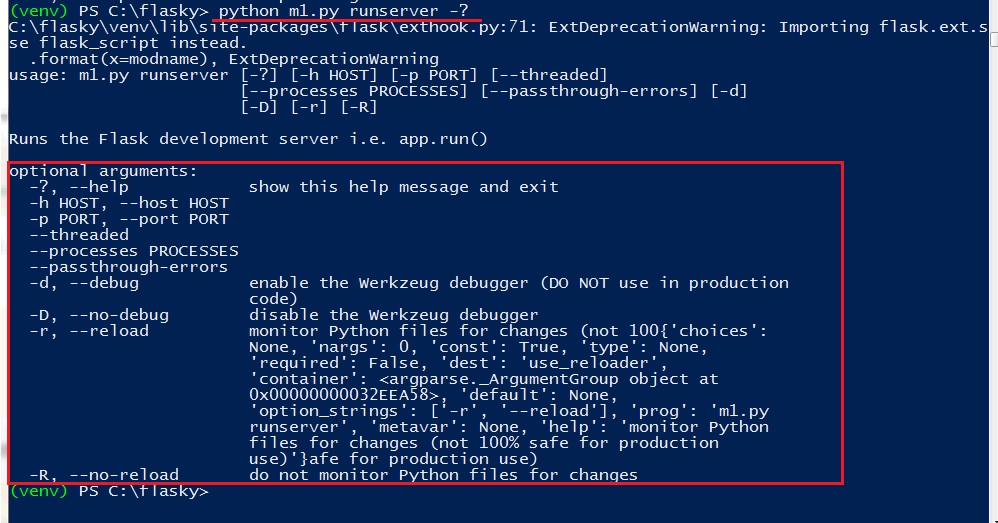 (venv) PS C:\flasky> python m1.py runserver -?
C:\flasky\venv\lib\site-packages\flask\exthook.py:71: ExtDeprecationWarning: Importing flask.ext.s
se flask_script instead.
  .format(x=modname), ExtDeprecationWarning
usage: m1.py runserver [-?] [-h HOST] [-p PORT] [--threaded]
                       [--processes PROCESSES] [--passthrough-errors] [-d]
                       [-D] [-r] [-R]
Runs the Flask development server i.e. app.run()
optional arguments:
  -?, --help            show this help message and exit
  -h HOST, --host HOST
  -p PORT, --port PORT
  --threaded
  --processes PROCESSES
  --passthrough-errors
  -d, --debug           enable the Werkzeug debugger (DO NOT use in production
                        code)
  -D, --no-debug        disable the Werkzeug debugger
  -r, --reload          monitor Python files for changes (not 100{'choices':
                        None, 'nargs': 0, 'const': True, 'type': None,
                        'required': False, 'dest': 'use_reloader',
                        'container': <argparse._ArgumentGroup object at
                        0x00000000032EEA58>, 'default': None,
                        'option_strings': ['-r', '--reload'], 'prog': 'm1.py
                        runserver', 'metavar': None, 'help': 'monitor Python
                        files for changes (not 100% safe for production
                        use)'}afe for production use)
  -R, --no-reload       do not monitor Python files for changes
(venv) PS C:\flasky>